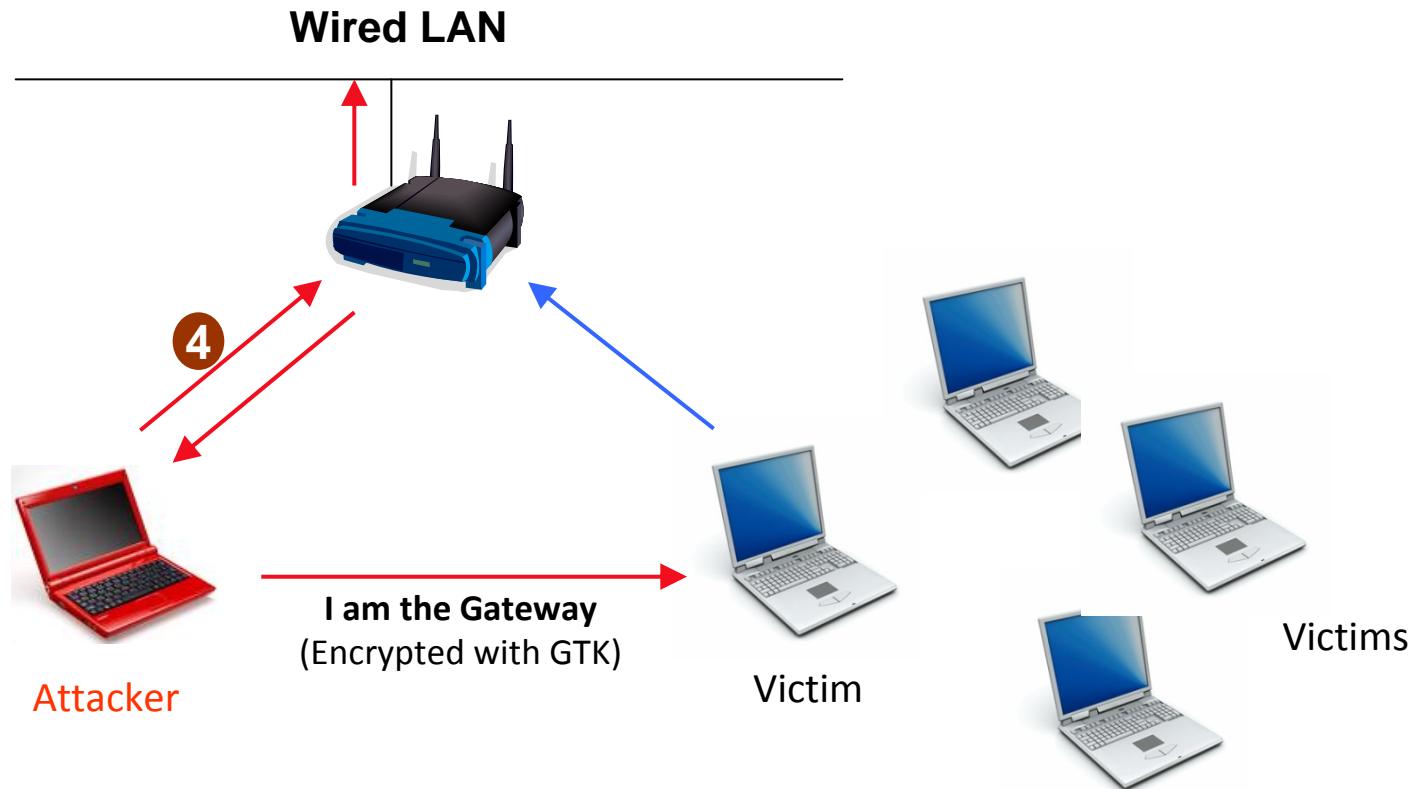 Wired LAN
4
I am the Gateway
(Encrypted with GTK)
Attacker
Victim
Victims